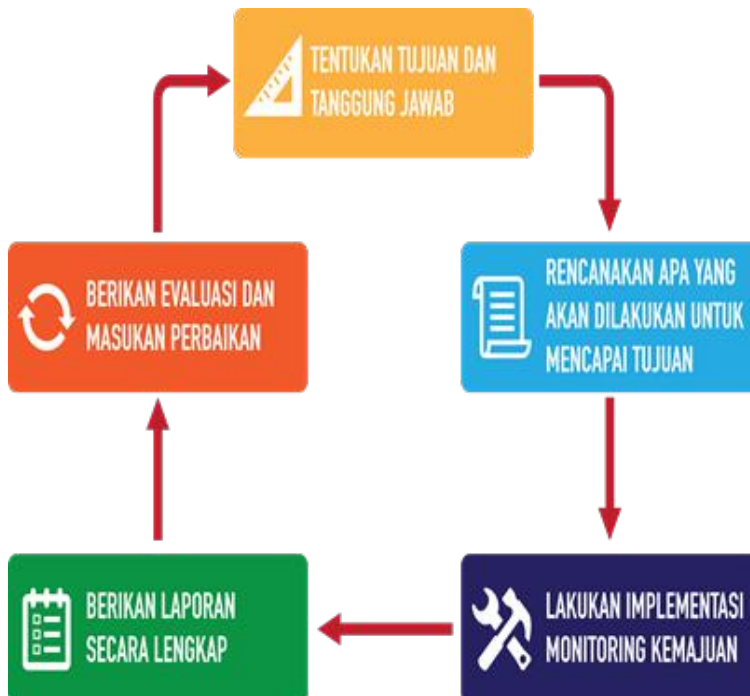 TENTUKAN TUJUAN DAN
TANGGUNG JAWAB
RENCANAKAN APA YANG
AKAN DILAKUKAN UNTUK
MENCAPAI TUJUAN
LAKUKAN IMPLEMENTASI
MONITORING KEMAJUAN
BERIKAN LAPORAN
SECARA LENGKAP
BERIKAN EVALUASI DAN
MASUKAN PERBAIKAN